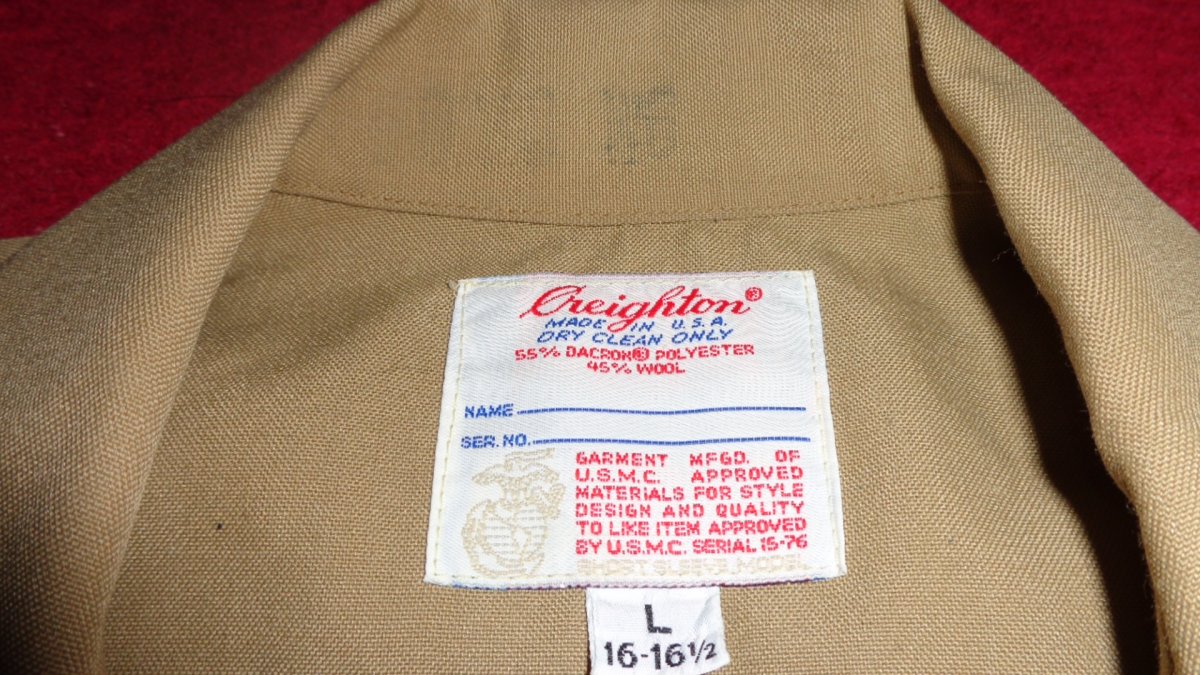 Creighton®
MADE IN U.S.A.
DRY CLEAN ONLY
55% DACRON® POLYESTER
45% WOOL
NAME
SER. NO.
GARMENT MFGD. OF
U.S.M.C. APPROVED
MATERIALS FOR STYLE
DESIGN AND QUALITY
TO LIKE ITEM APPROVED
BY U.S.M.C. SERIAL 15-76
SHORT SLEEVE MODEL
L
16-16½